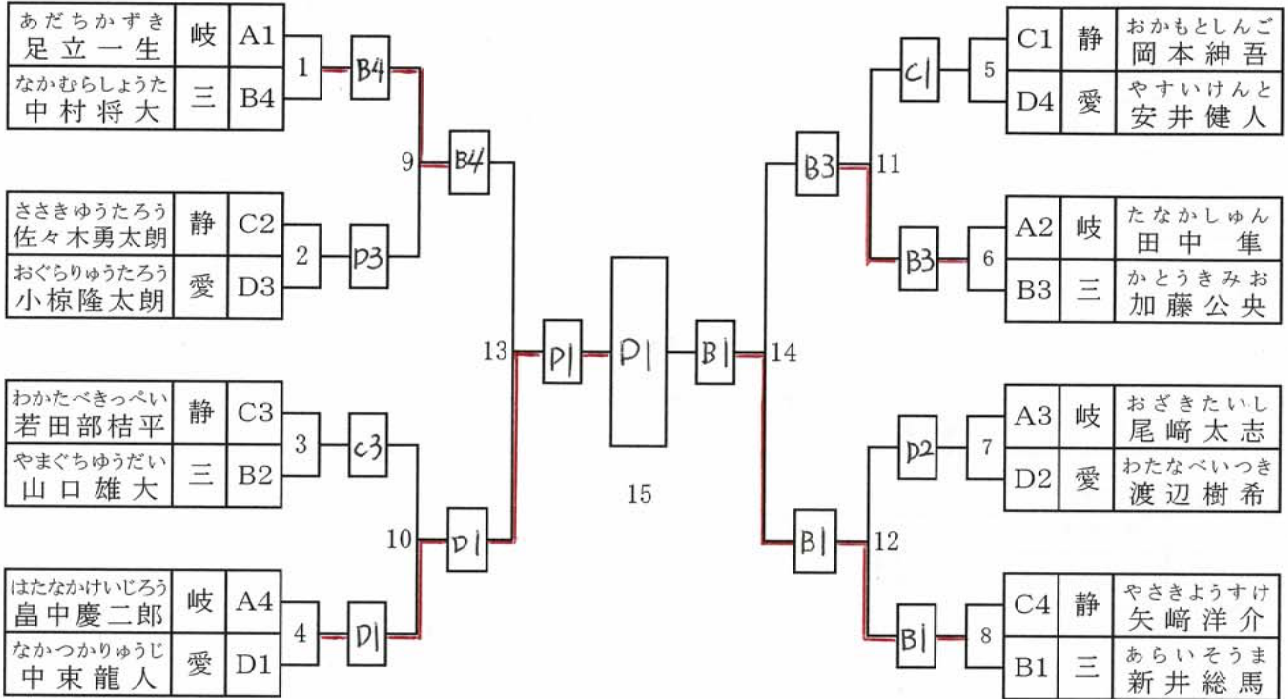 あだちかずき
足立一生 岐 A1
なかむらしょうた
中村将大 三 B4
1 B4
9 B4
ささきゆうたろう
佐々木勇太朗 静 C2
おぐらりゅうたろう
小椋隆太朗 愛 D3
2 D3
13 D1
わかたべきっぺい
若田部桔平 静 C3
やまぐちゆうだい
山口雄大 三 B2
3 C3
10 D1
はたなかけいじろう
畠中慶二郎 岐 A4
なかつかりゅうじ
中束龍人 愛 D1
4 D1
D1
15
おかもとしんご
C1 静 岡本紳吾
やすいけんと
D4 愛 安井健人
C1 5
B3 11
たなかしゅん
A2 岐 田中 隼
かとうきみお
B3 三 加藤公央
B3 6
B1 14
おざきたいし
A3 岐 尾﨑太志
わたなべいつき
D2 愛 渡辺樹希
D2 7
B1 12
やさきようすけ
C4 静 矢﨑洋介
あらいそうま
B1 三 新井総馬
B1 8